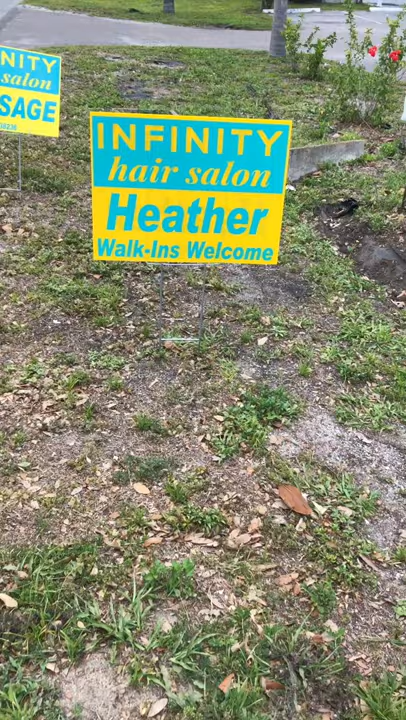 NITY
salon
SAGE
INFINITY
hair salon
Heather
Walk-Ins Welcome